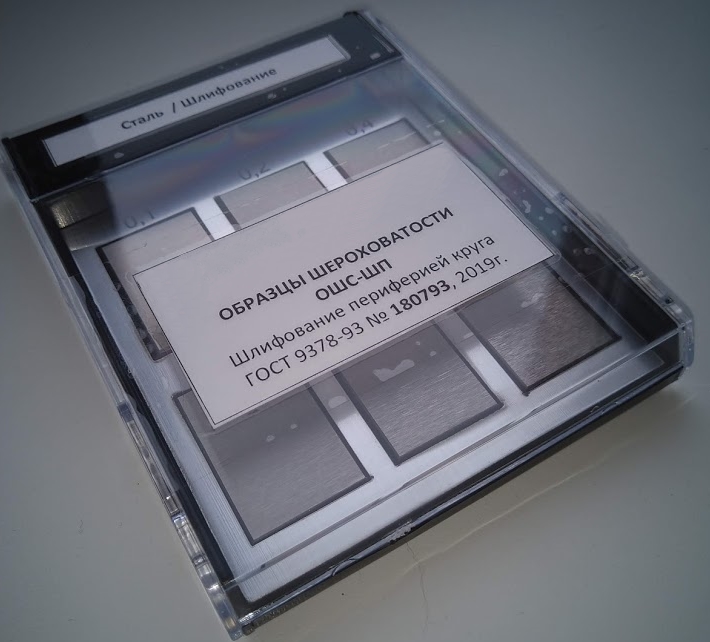 Сталь / Шлифование
0,1 0,2 0,4
ОБРАЗЦЫ ШЕРОХОВАТОСТИ
ОШС-ШП
Шлифование периферией круга
ГОСТ 9378-93 № 180793, 2019г.